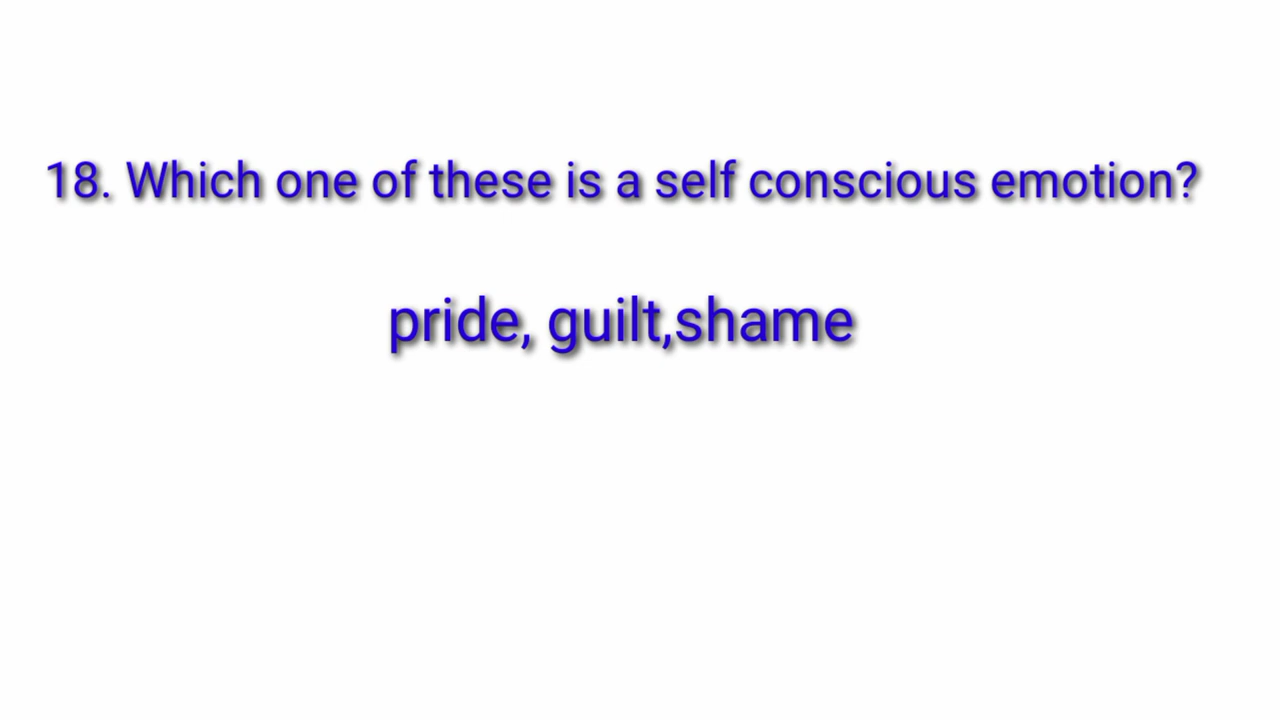 18. Which one of these is a self conscious emotion?
pride, guilt,shame